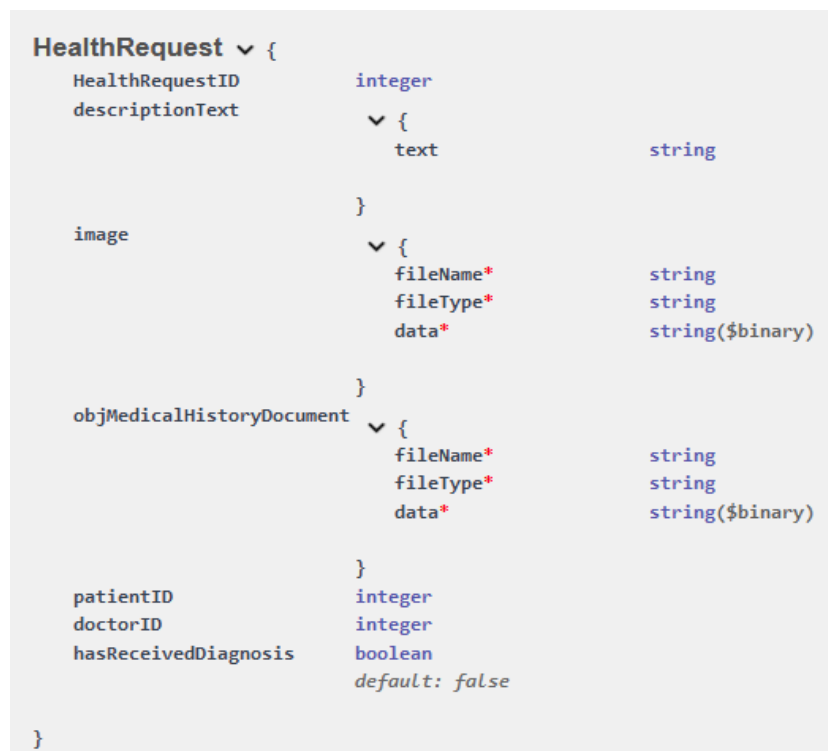 HealthRequest {
HealthRequestID integer
descriptionText {
text string
}
image {
fileName* string
fileType* string
data* string($binary)
}
objMedicalHistoryDocument {
fileName* string
fileType* string
data* string($binary)
}
patientID integer
doctorID integer
hasReceivedDiagnosis boolean
default: false
}